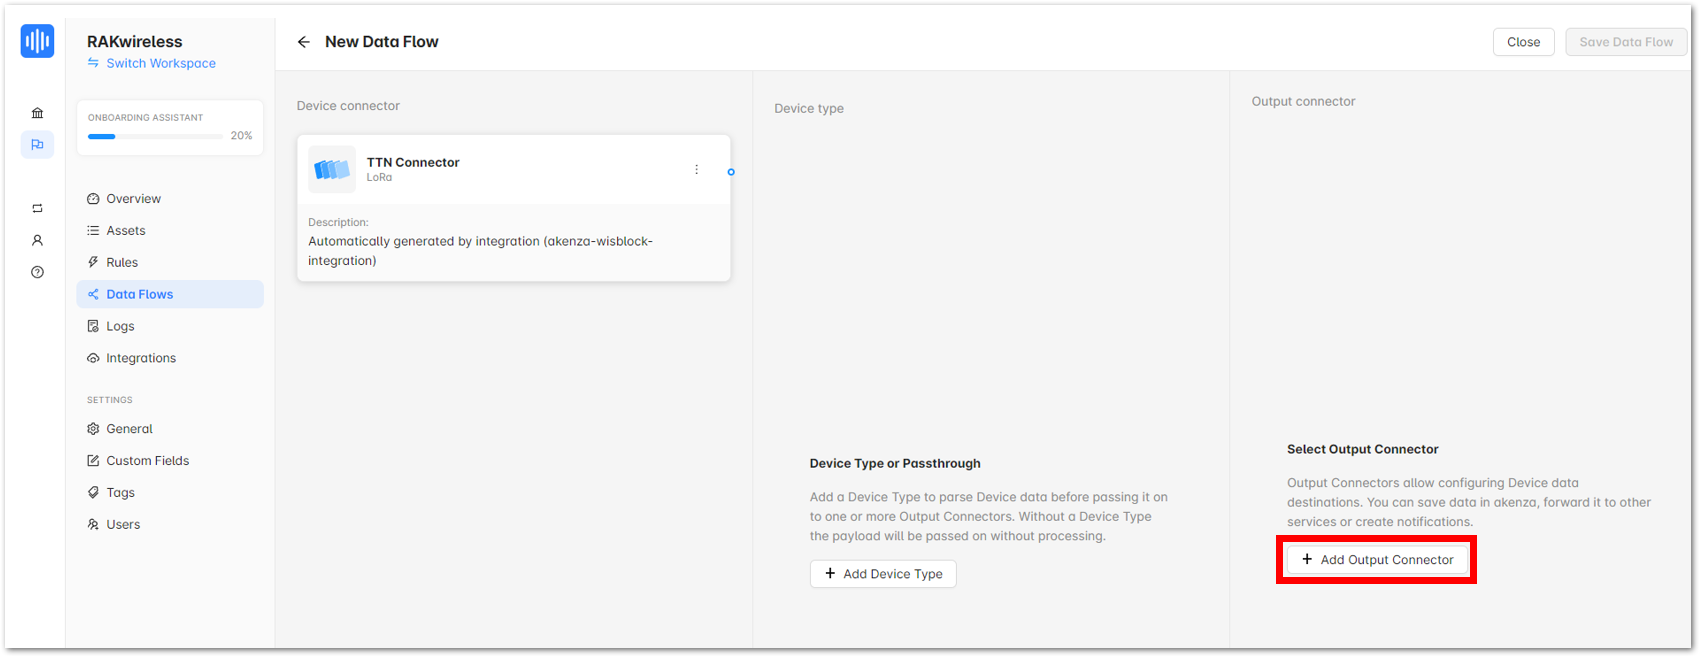 RAKwireless
Switch Workspace
ONBOARDING ASSISTANT
20%
Overview
Assets
Rules
Data Flows
Logs
Integrations
SETTINGS
General
Custom Fields
Tags
Users
New Data Flow
Close
Save Data Flow
Device connector
TTN Connector
LoRa
Description:
Automatically generated by integration (akenza-wisblock-
integration)
Device type
Device Type or Passthrough
Add a Device Type to parse Device data before passing it on
to one or more Output Connectors. Without a Device Type
the payload will be passed on without processing.
+ Add Device Type
Output connector
Select Output Connector
Output Connectors allow configuring Device data
destinations. You can save data in akenza, forward it to other
services or create notifications.
+ Add Output Connector